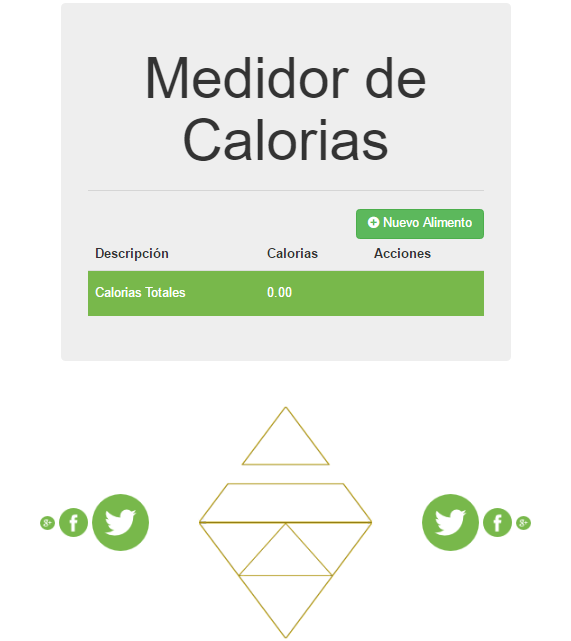 Medidor de
Calorias
Nuevo Alimento
Descripción Calorias Acciones
Calorias Totales 0.00